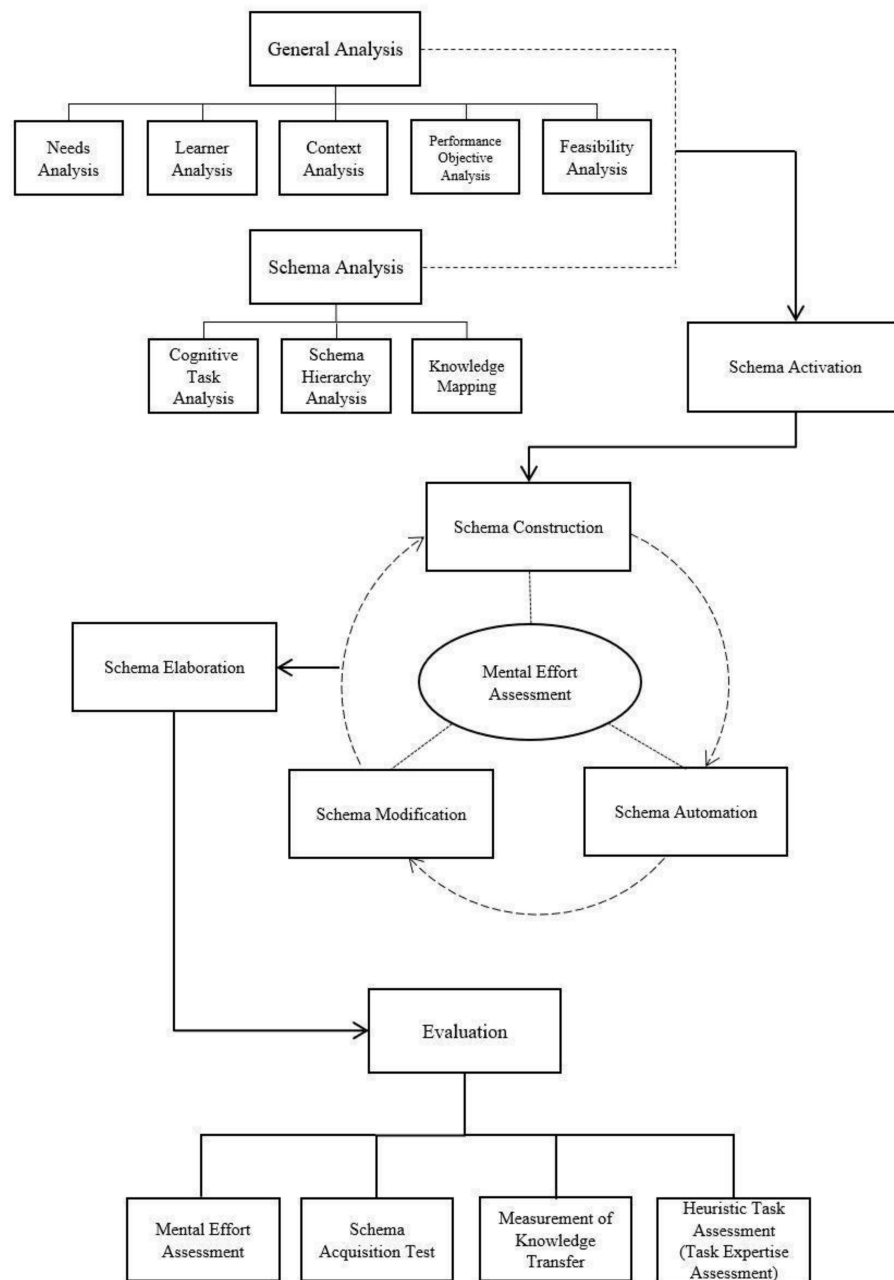 General Analysis
Needs
Analysis
Learner
Analysis
Context
Analysis
Performance
Objective
Analysis
Feasibility
Analysis
Schema Analysis
Cognitive
Task
Analysis
Schema
Hierarchy
Analysis
Knowledge
Mapping
Schema Activation
Schema Construction
Schema Elaboration
Mental Effort
Assessment
Schema Modification
Schema Automation
Evaluation
Mental Effort
Assessment
Schema
Acquisition Test
Measurement of
Knowledge
Transfer
Heuristic Task
Assessment
(Task Expertise
Assessment)